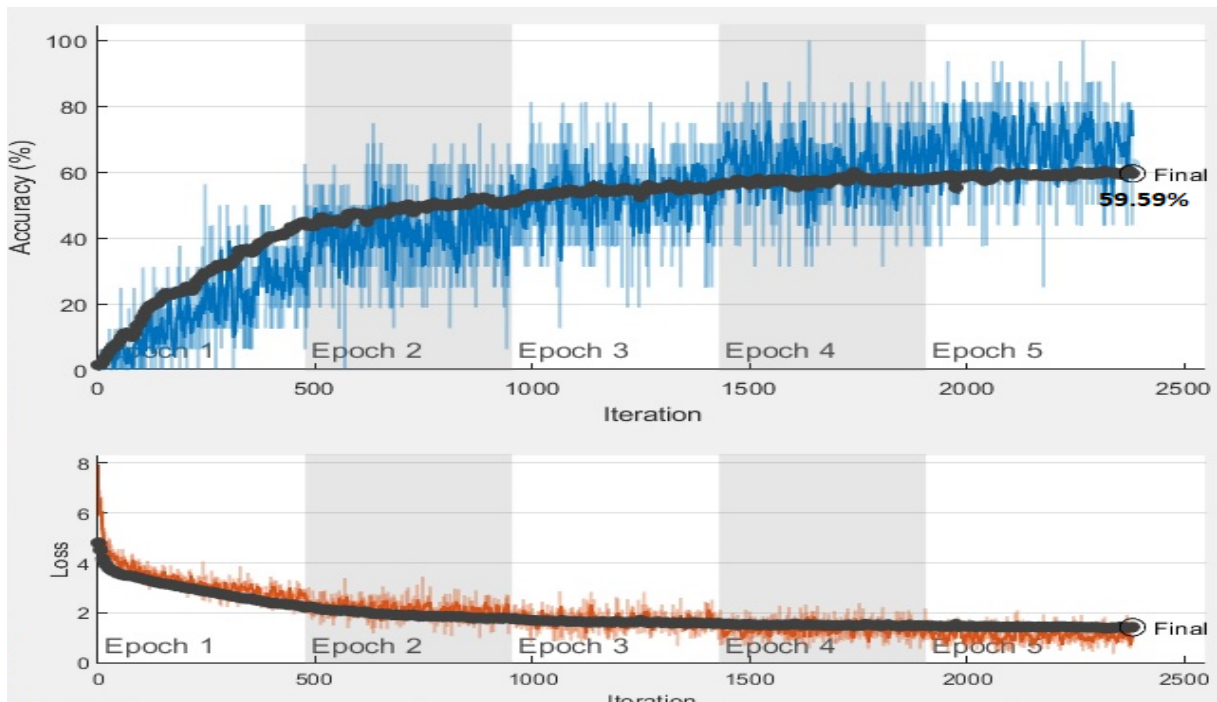 100
80
60
40
20
0
Accuracy (%)
Final
59.59%
Epoch 1
Epoch 2
Epoch 3
Epoch 4
Epoch 5
0
500
1000
1500
2000
2500
Iteration
8
6
4
2
0
Loss
Final
Epoch 1
Epoch 2
Epoch 3
Epoch 4
Epoch 5
0
500
1000
1500
2000
2500
Iteration